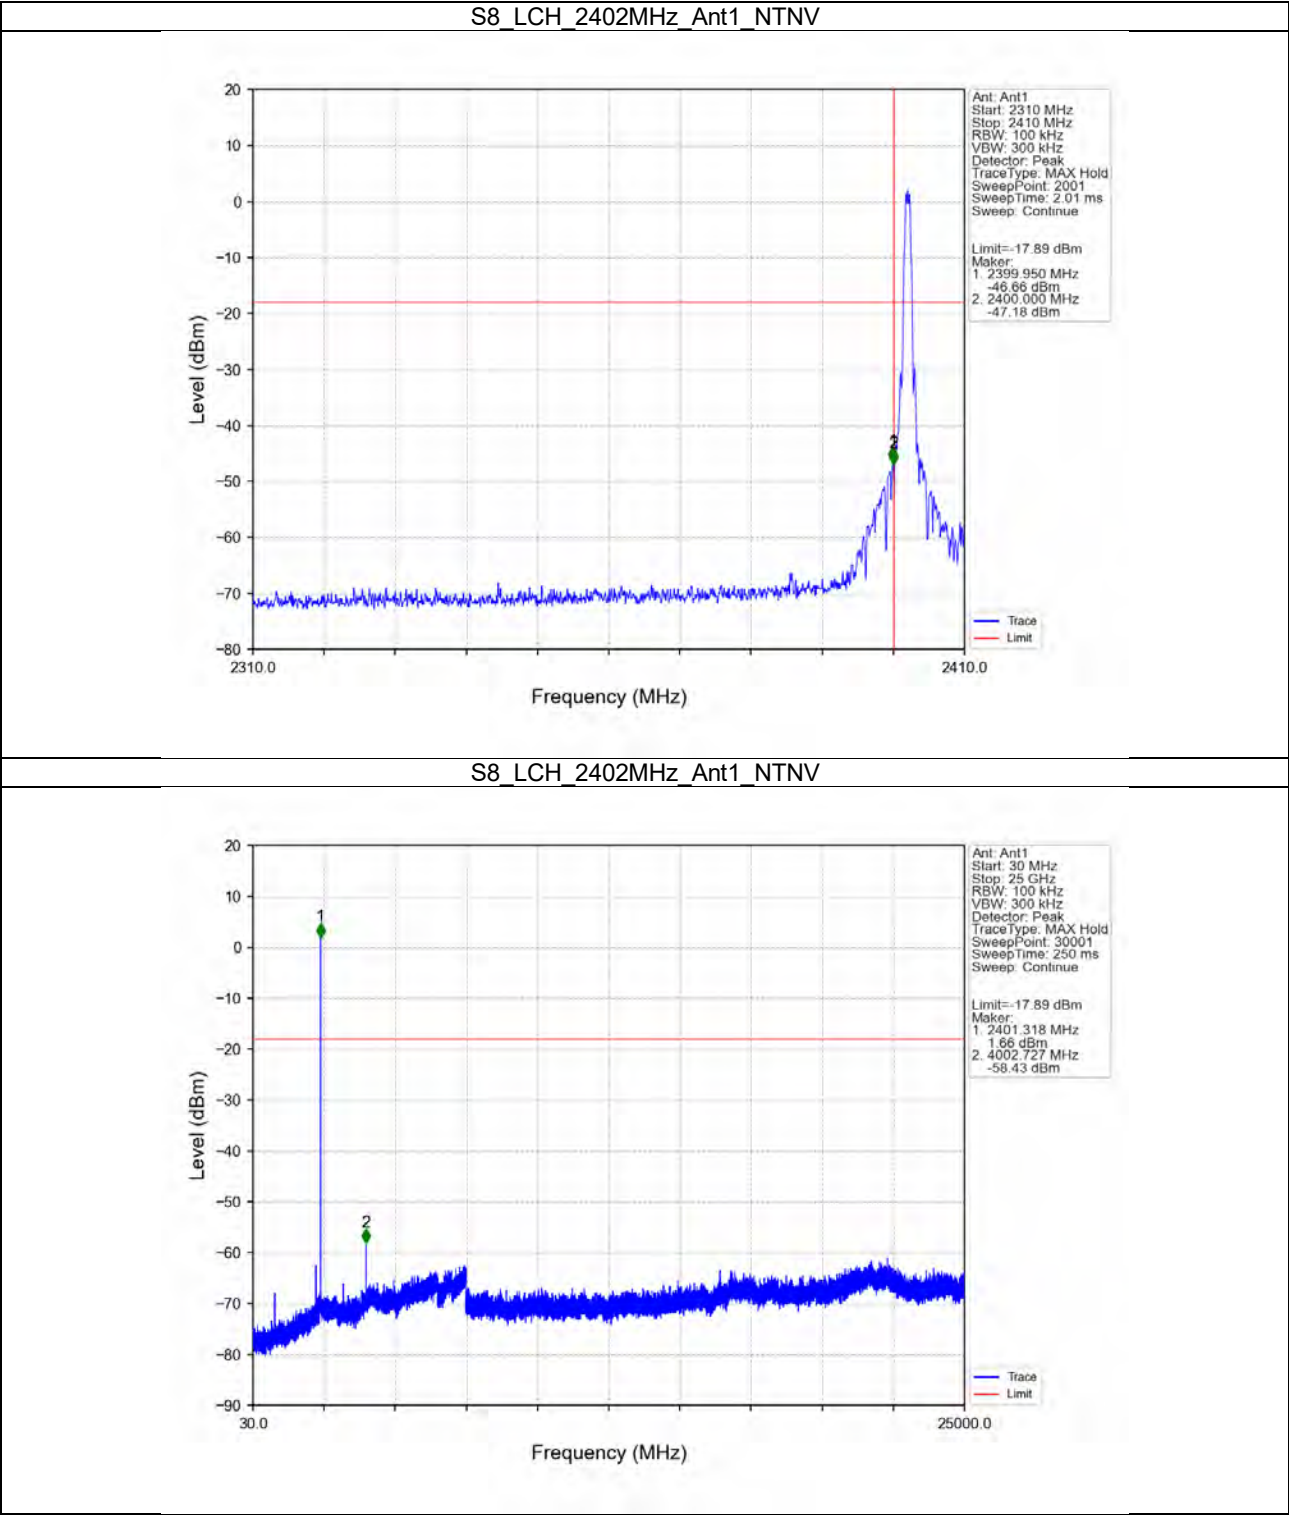 S8_LCH_2402MHz_Ant1_NTNV
20
10
0
−10
−20
−30
−40
−50
−60
−70
−80
Level (dBm)
2310.0
2410.0
Frequency (MHz)
2
Ant: Ant1
Start: 2310 MHz
Stop: 2410 MHz
RBW: 100 kHz
VBW: 300 kHz
Detector: Peak
TraceType: MAX Hold
SweepPoint: 2001
SweepTime: 2.01 ms
Sweep: Continue
Limit=-17.89 dBm
Maker:
1. 2399.950 MHz
-46.66 dBm
2. 2400.000 MHz
-47.18 dBm
Trace
Limit
S8_LCH_2402MHz_Ant1_NTNV
20
10
0
−10
−20
−30
−40
−50
−60
−70
−80
−90
Level (dBm)
30.0
25000.0
Frequency (MHz)
1
2
Ant: Ant1
Start: 30 MHz
Stop: 25 GHz
RBW: 100 kHz
VBW: 300 kHz
Detector: Peak
TraceType: MAX Hold
SweepPoint: 30001
SweepTime: 250 ms
Sweep: Continue
Limit=-17.89 dBm
Maker:
1. 2401.318 MHz
1.66 dBm
2. 4002.727 MHz
-58.43 dBm
Trace
Limit